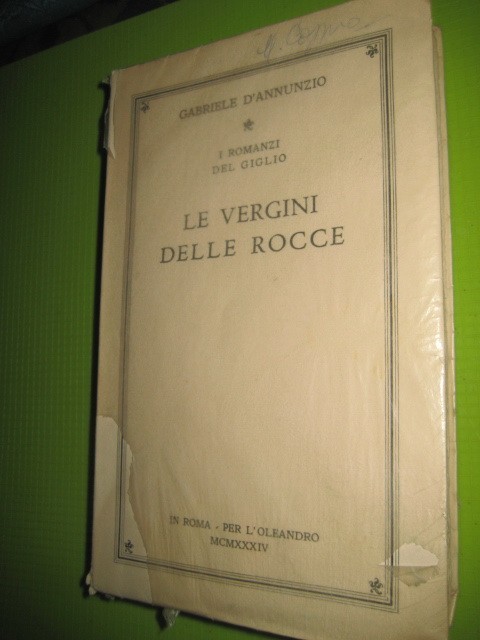 GABRIELE D'ANNUNZIO
I ROMANZI
DEL GIGLIO
LE VERGINI
DELLE ROCCE
IN ROMA - PER L'OLEANDRO
MCMXXXIV